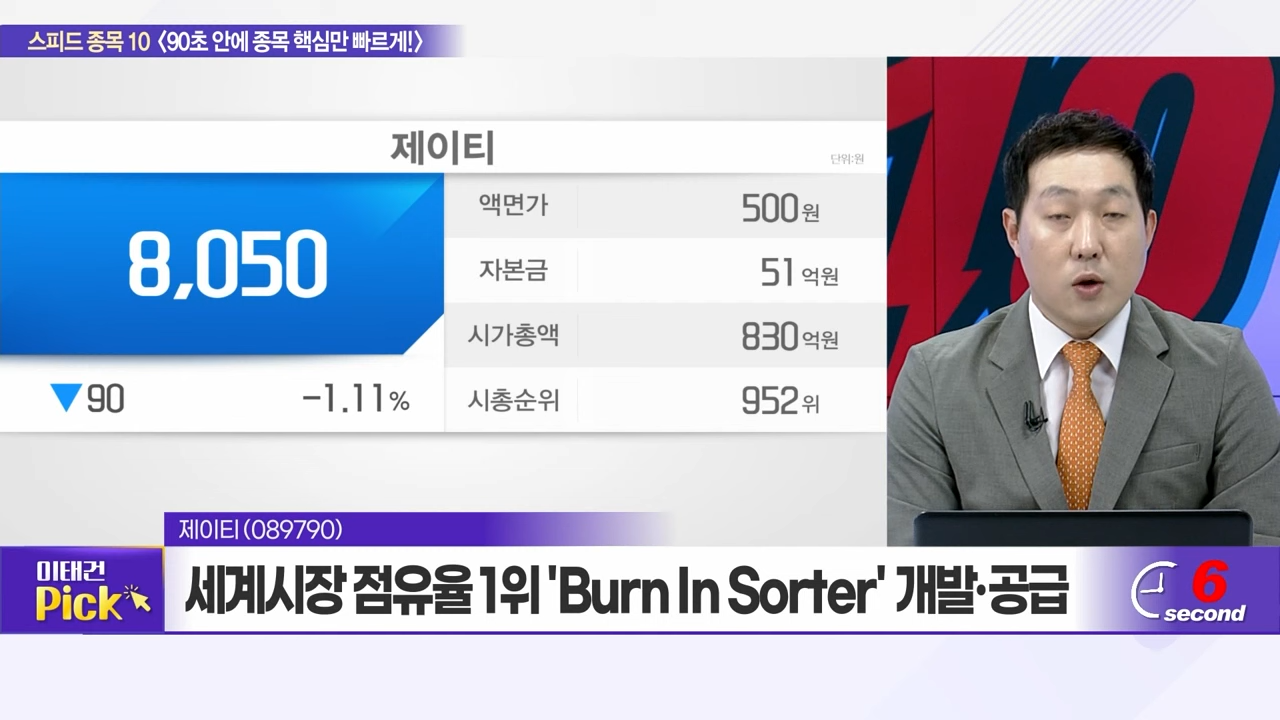 스피드 종목 10 <90초 안에 종목 핵심만 빠르게!>
제이티
단위:원
8,050
▼90 -1.11%
액면가 500원
자본금 51억원
시가총액 830억원
시총순위 952위
10
제이티(089790)
이태건
Pick
세계시장 점유율 1위 'Burn In Sorter' 개발·공급
6
second